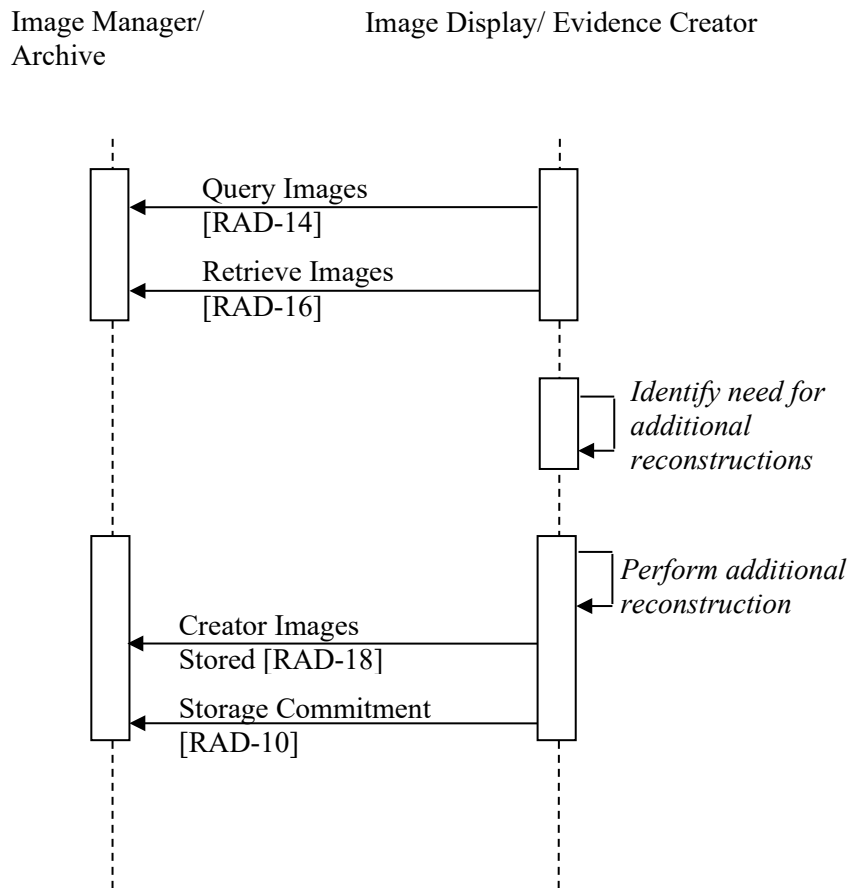 Image Manager/
Archive
Image Display/ Evidence Creator
Query Images
[RAD-14]
Retrieve Images
[RAD-16]
Identify need for
additional
reconstructions
Perform additional
reconstruction
Creator Images
Stored [RAD-18]
Storage Commitment
[RAD-10]